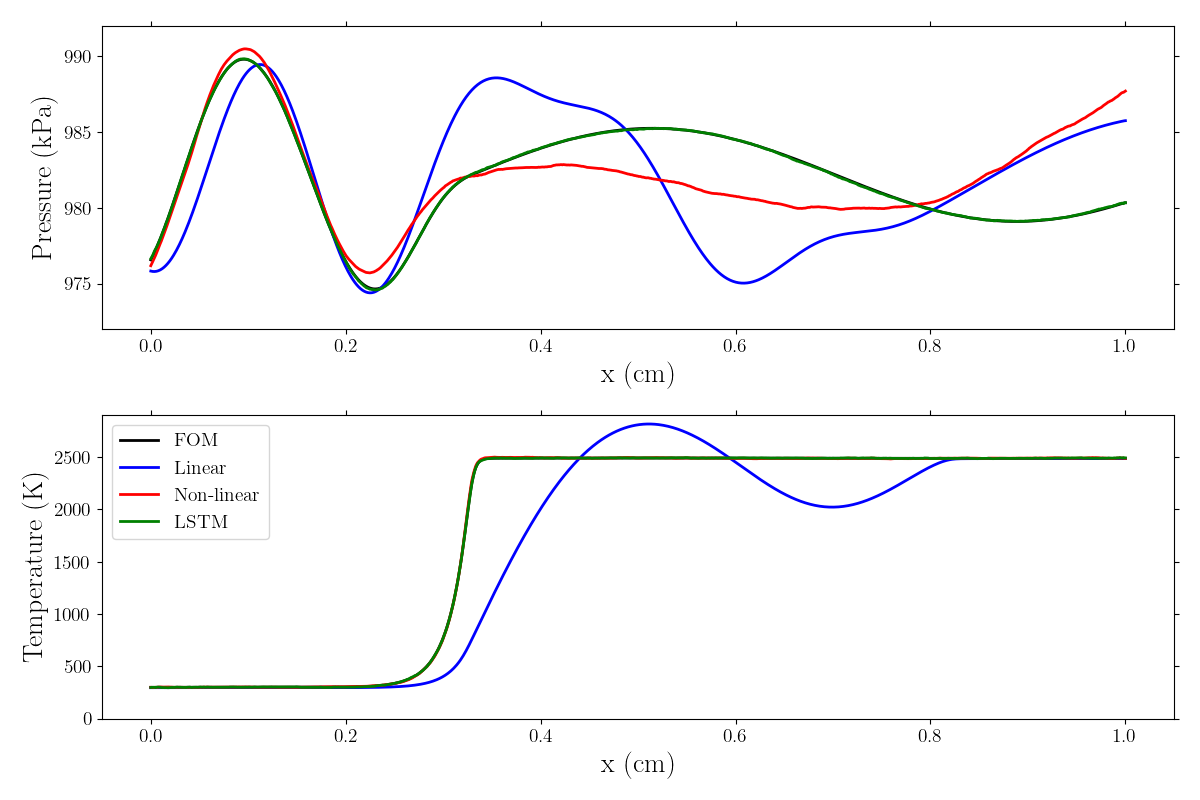 990
985
980
975
Pressure (kPa)
0.0 0.2 0.4 0.6 0.8 1.0
x (cm)
FOM
Linear
Non-linear
LSTM
2500
2000
1500
1000
500
0
Temperature (K)
0.0 0.2 0.4 0.6 0.8 1.0
x (cm)